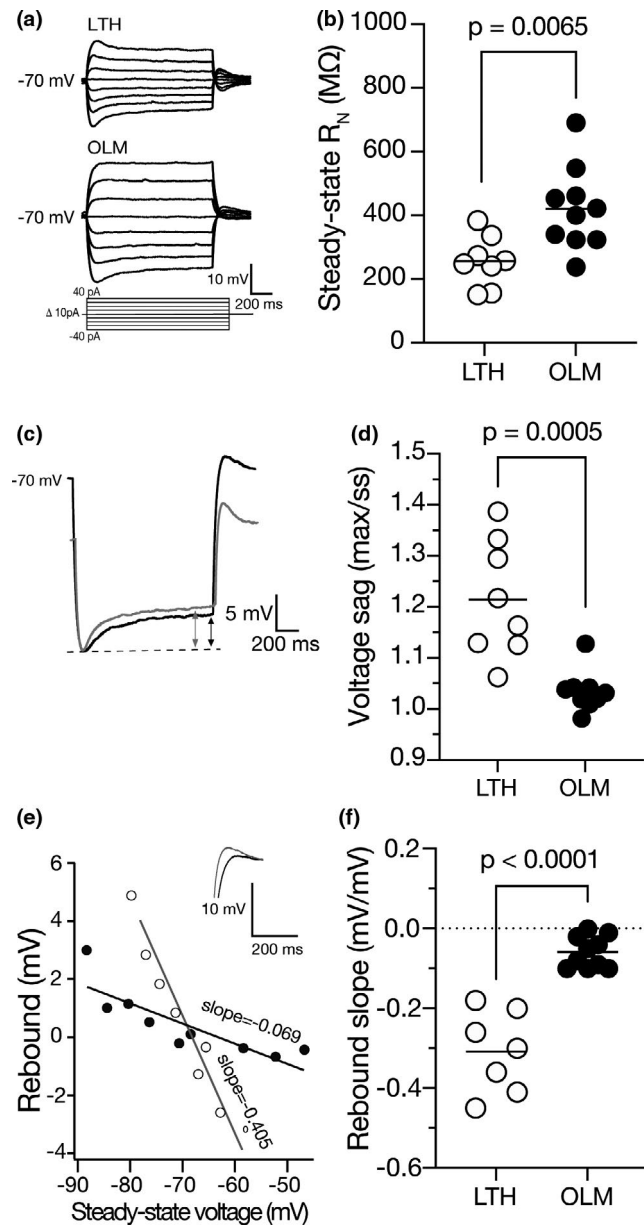 (a)
LTH
-70 mV
OLM
-70 mV
10 mV
200 ms
40 pA
Δ 10pA
-40 pA
(b)
p = 0.0065
Steady-state R_N (MΩ)
1000
800
600
400
200
0
LTH
OLM
(c)
-70 mV
5 mV
200 ms
(d)
p = 0.0005
Voltage sag (max/ss)
1.5
1.4
1.3
1.2
1.1
1.0
0.9
LTH
OLM
(e)
Rebound (mV)
6
4
2
0
-2
-4
10 mV
200 ms
slope=-0.069
slope=-0.405
-90
-80
-70
-60
-50
Steady-state voltage (mV)
(f)
p < 0.0001
Rebound slope (mV/mV)
0.2
0.0
-0.2
-0.4
-0.6
LTH
OLM